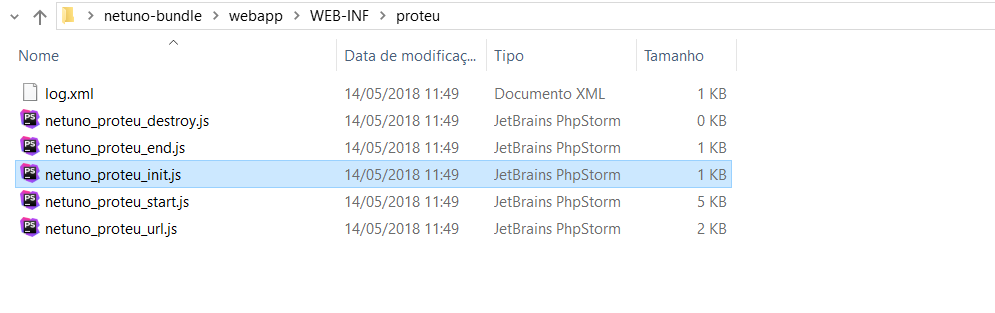 netuno-bundle > webapp > WEB-INF > proteu
Nome Data de modificaç... Tipo Tamanho
log.xml 14/05/2018 11:49 Documento XML 1 KB
netuno_proteu_destroy.js 14/05/2018 11:49 JetBrains PhpStorm 0 KB
netuno_proteu_end.js 14/05/2018 11:49 JetBrains PhpStorm 1 KB
netuno_proteu_init.js 14/05/2018 11:49 JetBrains PhpStorm 1 KB
netuno_proteu_start.js 14/05/2018 11:49 JetBrains PhpStorm 5 KB
netuno_proteu_url.js 14/05/2018 11:49 JetBrains PhpStorm 2 KB